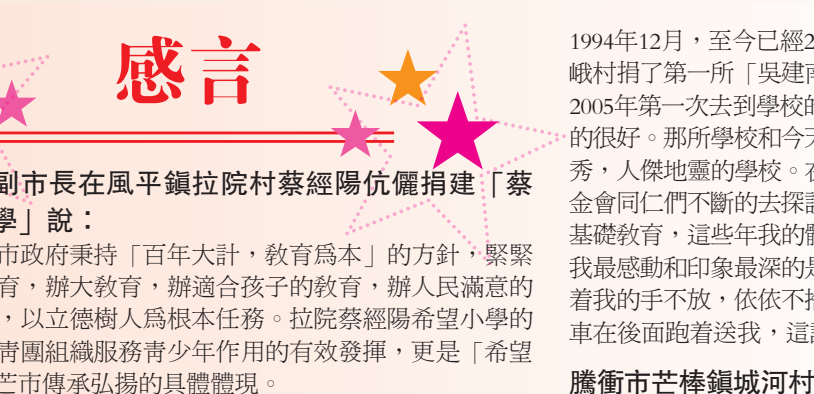 感言
副市長在風平鎮拉院村蔡經陽伉儷捐建「蔡
學」說：
市政府秉持「百年大計，教育爲本」的方針，緊緊
育，辦大教育，辦適合孩子的教育，辦人民滿意的
，以立德樹人爲根本任務。拉院蔡經陽希望小學的
青團組織服務青少年作用的有效發揮，更是「希望
芒市傳承弘揚的具體體現。
1994年12月，至今已經2
峨村捐了第一所「吳建南
2005年第一次去到學校的
的很好。那所學校和今天
秀，人傑地靈的學校。在
金會同仁們不斷的去探訪
基礎教育，這些年我的體
我最感動和印象最深的是
着我的手不放，依依不捨
車在後面跑着送我，這
騰衝市芒棒鎮城河村